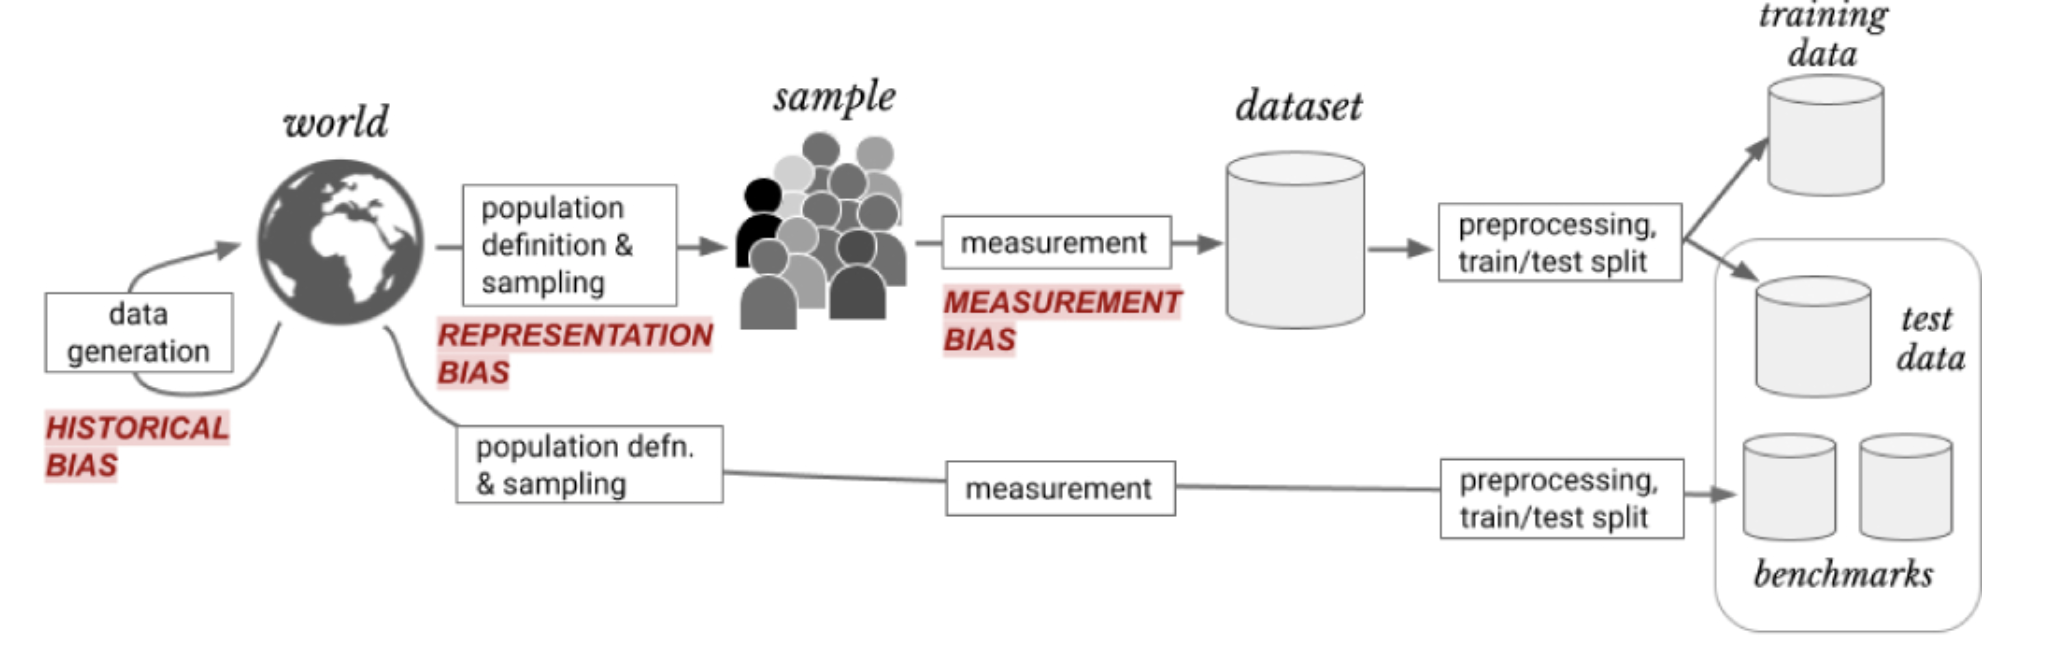 training
data
sample
dataset
world
population
definition &
sampling
measurement
preprocessing,
train/test split
data
generation
REPRESENTATION
BIAS
MEASUREMENT
BIAS
test
data
HISTORICAL
BIAS
population defn.
& sampling
measurement
preprocessing,
train/test split
benchmarks